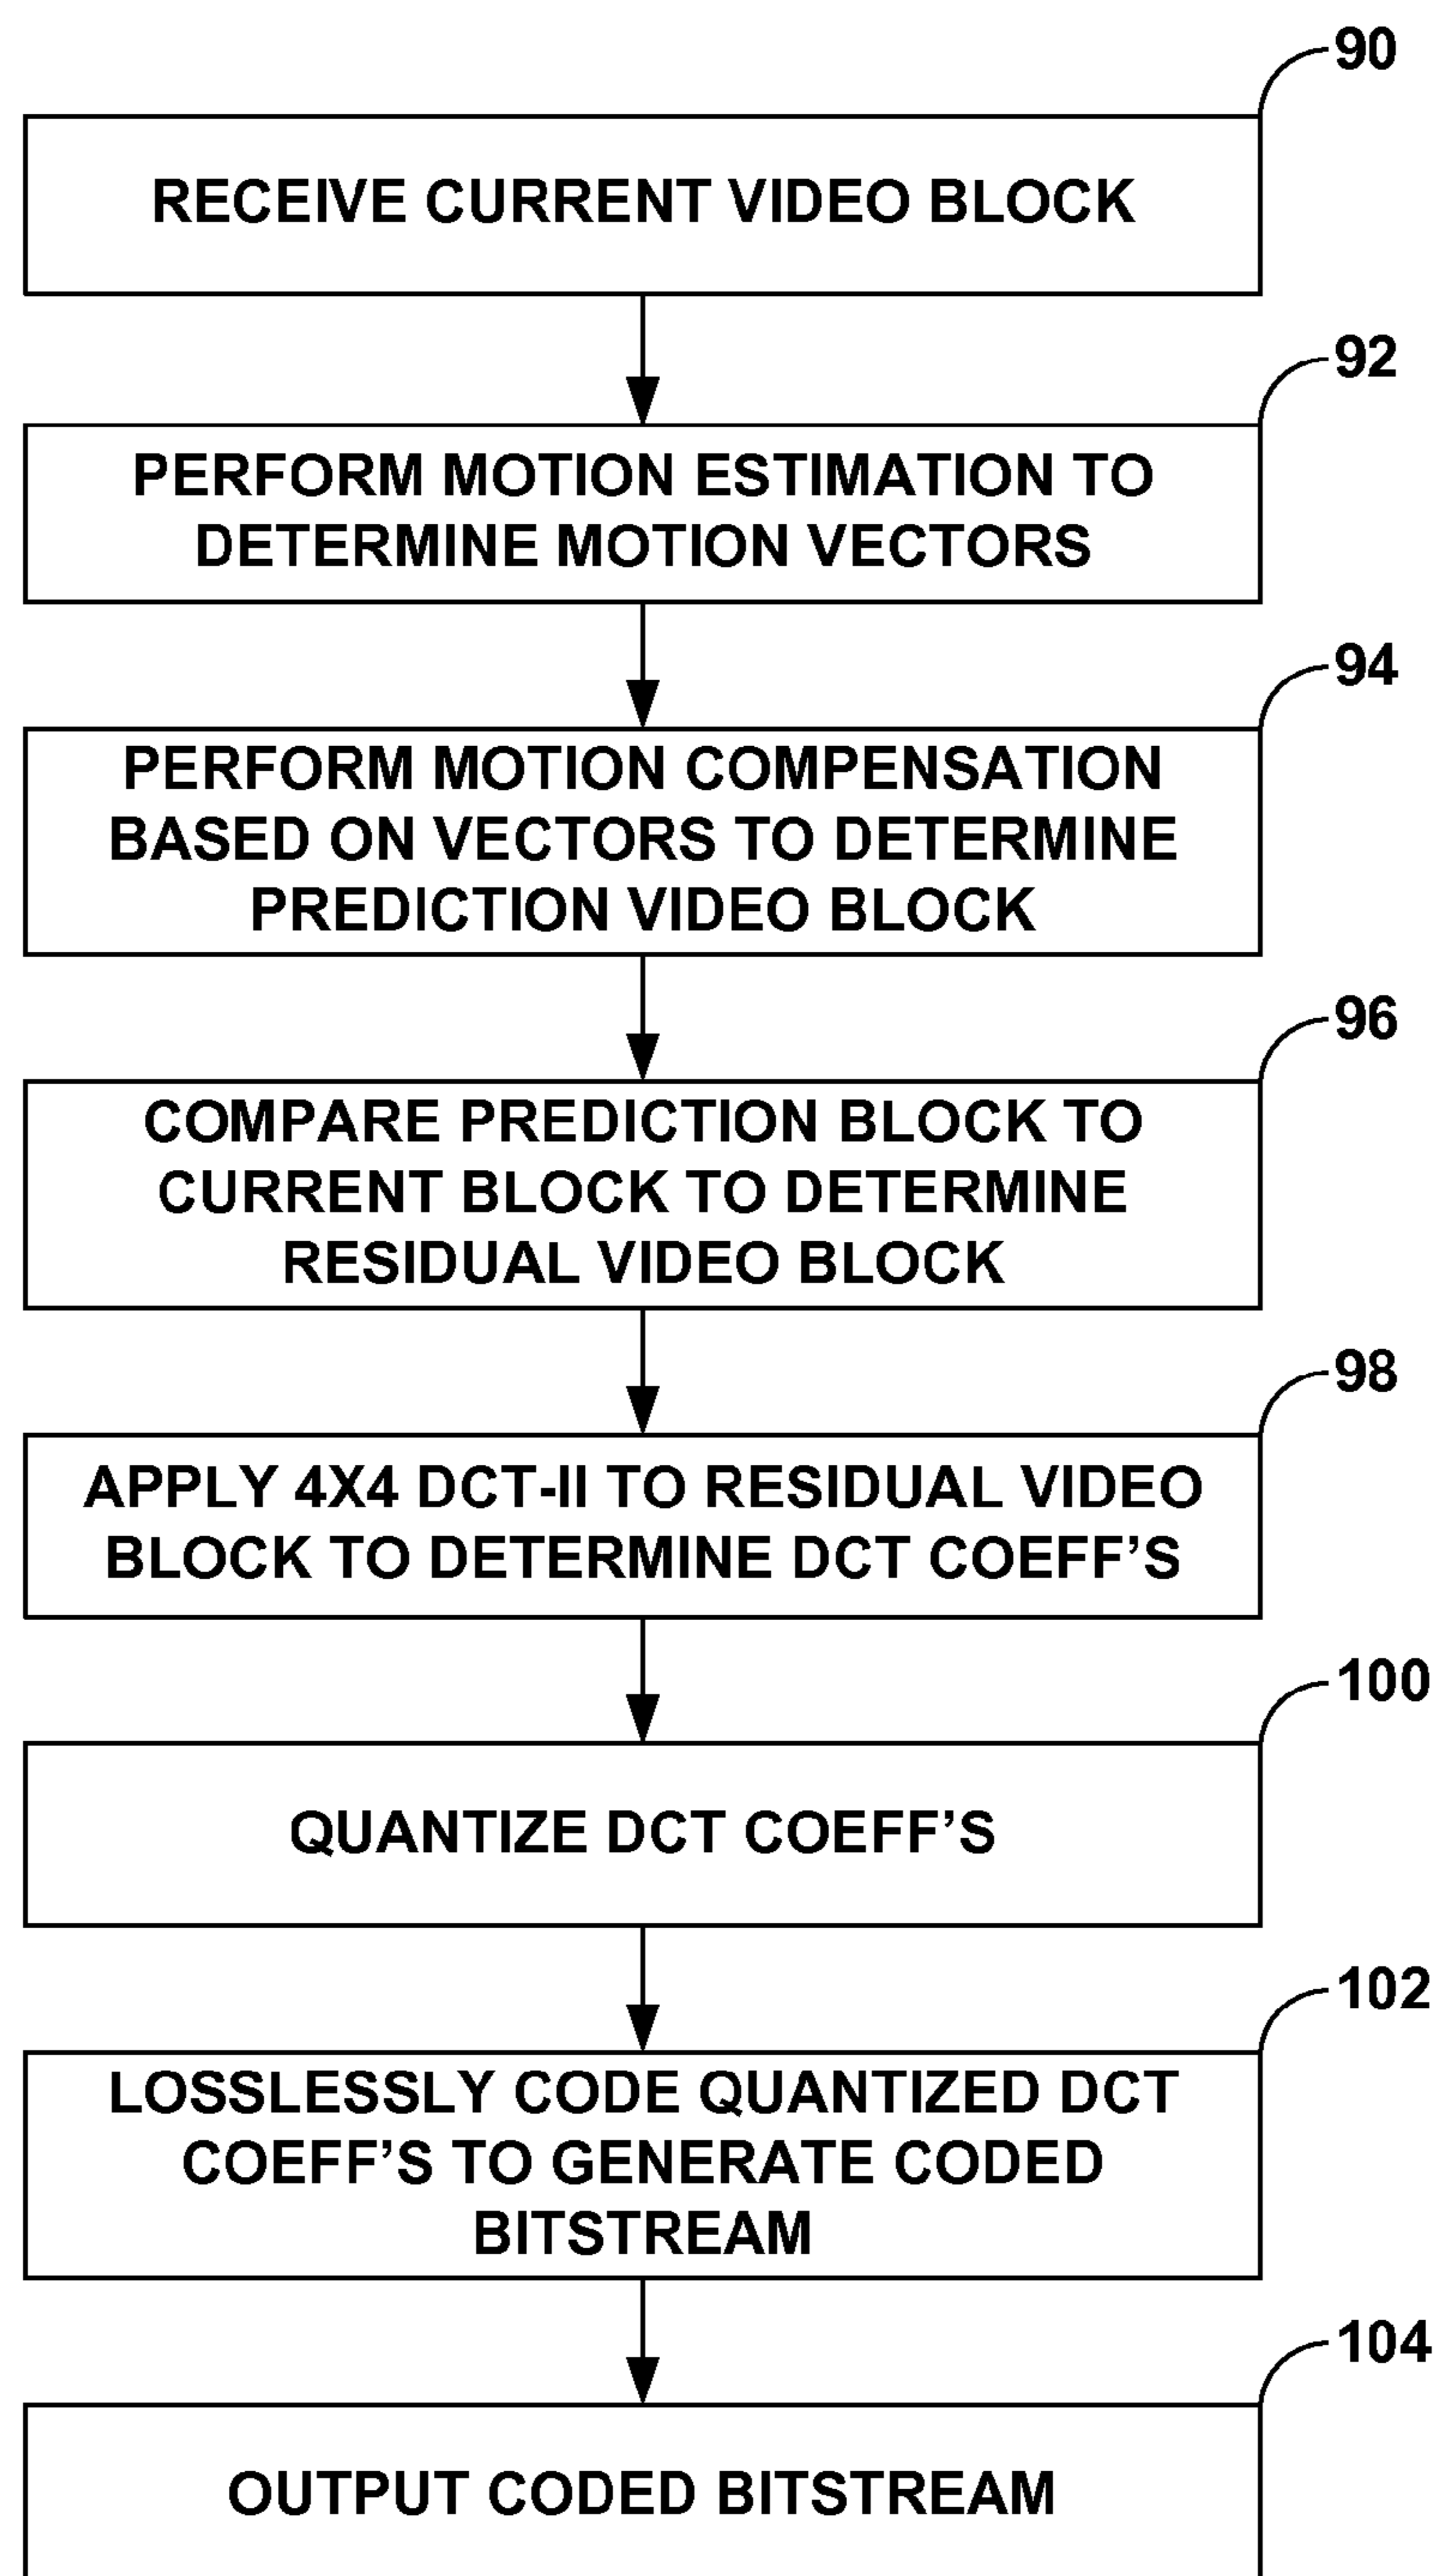 90
RECEIVE CURRENT VIDEO BLOCK
92
PERFORM MOTION ESTIMATION TO
DETERMINE MOTION VECTORS
94
PERFORM MOTION COMPENSATION
BASED ON VECTORS TO DETERMINE
PREDICTION VIDEO BLOCK
96
COMPARE PREDICTION BLOCK TO
CURRENT BLOCK TO DETERMINE
RESIDUAL VIDEO BLOCK
98
APPLY 4X4 DCT-II TO RESIDUAL VIDEO
BLOCK TO DETERMINE DCT COEFF’S
100
QUANTIZE DCT COEFF’S
102
LOSSLESSLY CODE QUANTIZED DCT
COEFF’S TO GENERATE CODED
BITSTREAM
104
OUTPUT CODED BITSTREAM